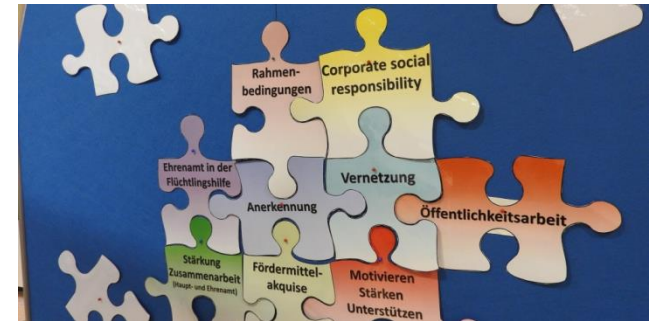 Rahmen-
bedingungen
Corporate social
responsibility
Ehrenamt in der
Flüchtlingshilfe
Anerkennung
Vernetzung
Öffentlichkeitsarbeit
Stärkung
Zusammenarbeit
(Haupt- und Ehrenamt)
Fördermittel-
akquise
Motivieren
Stärken
Unterstützen